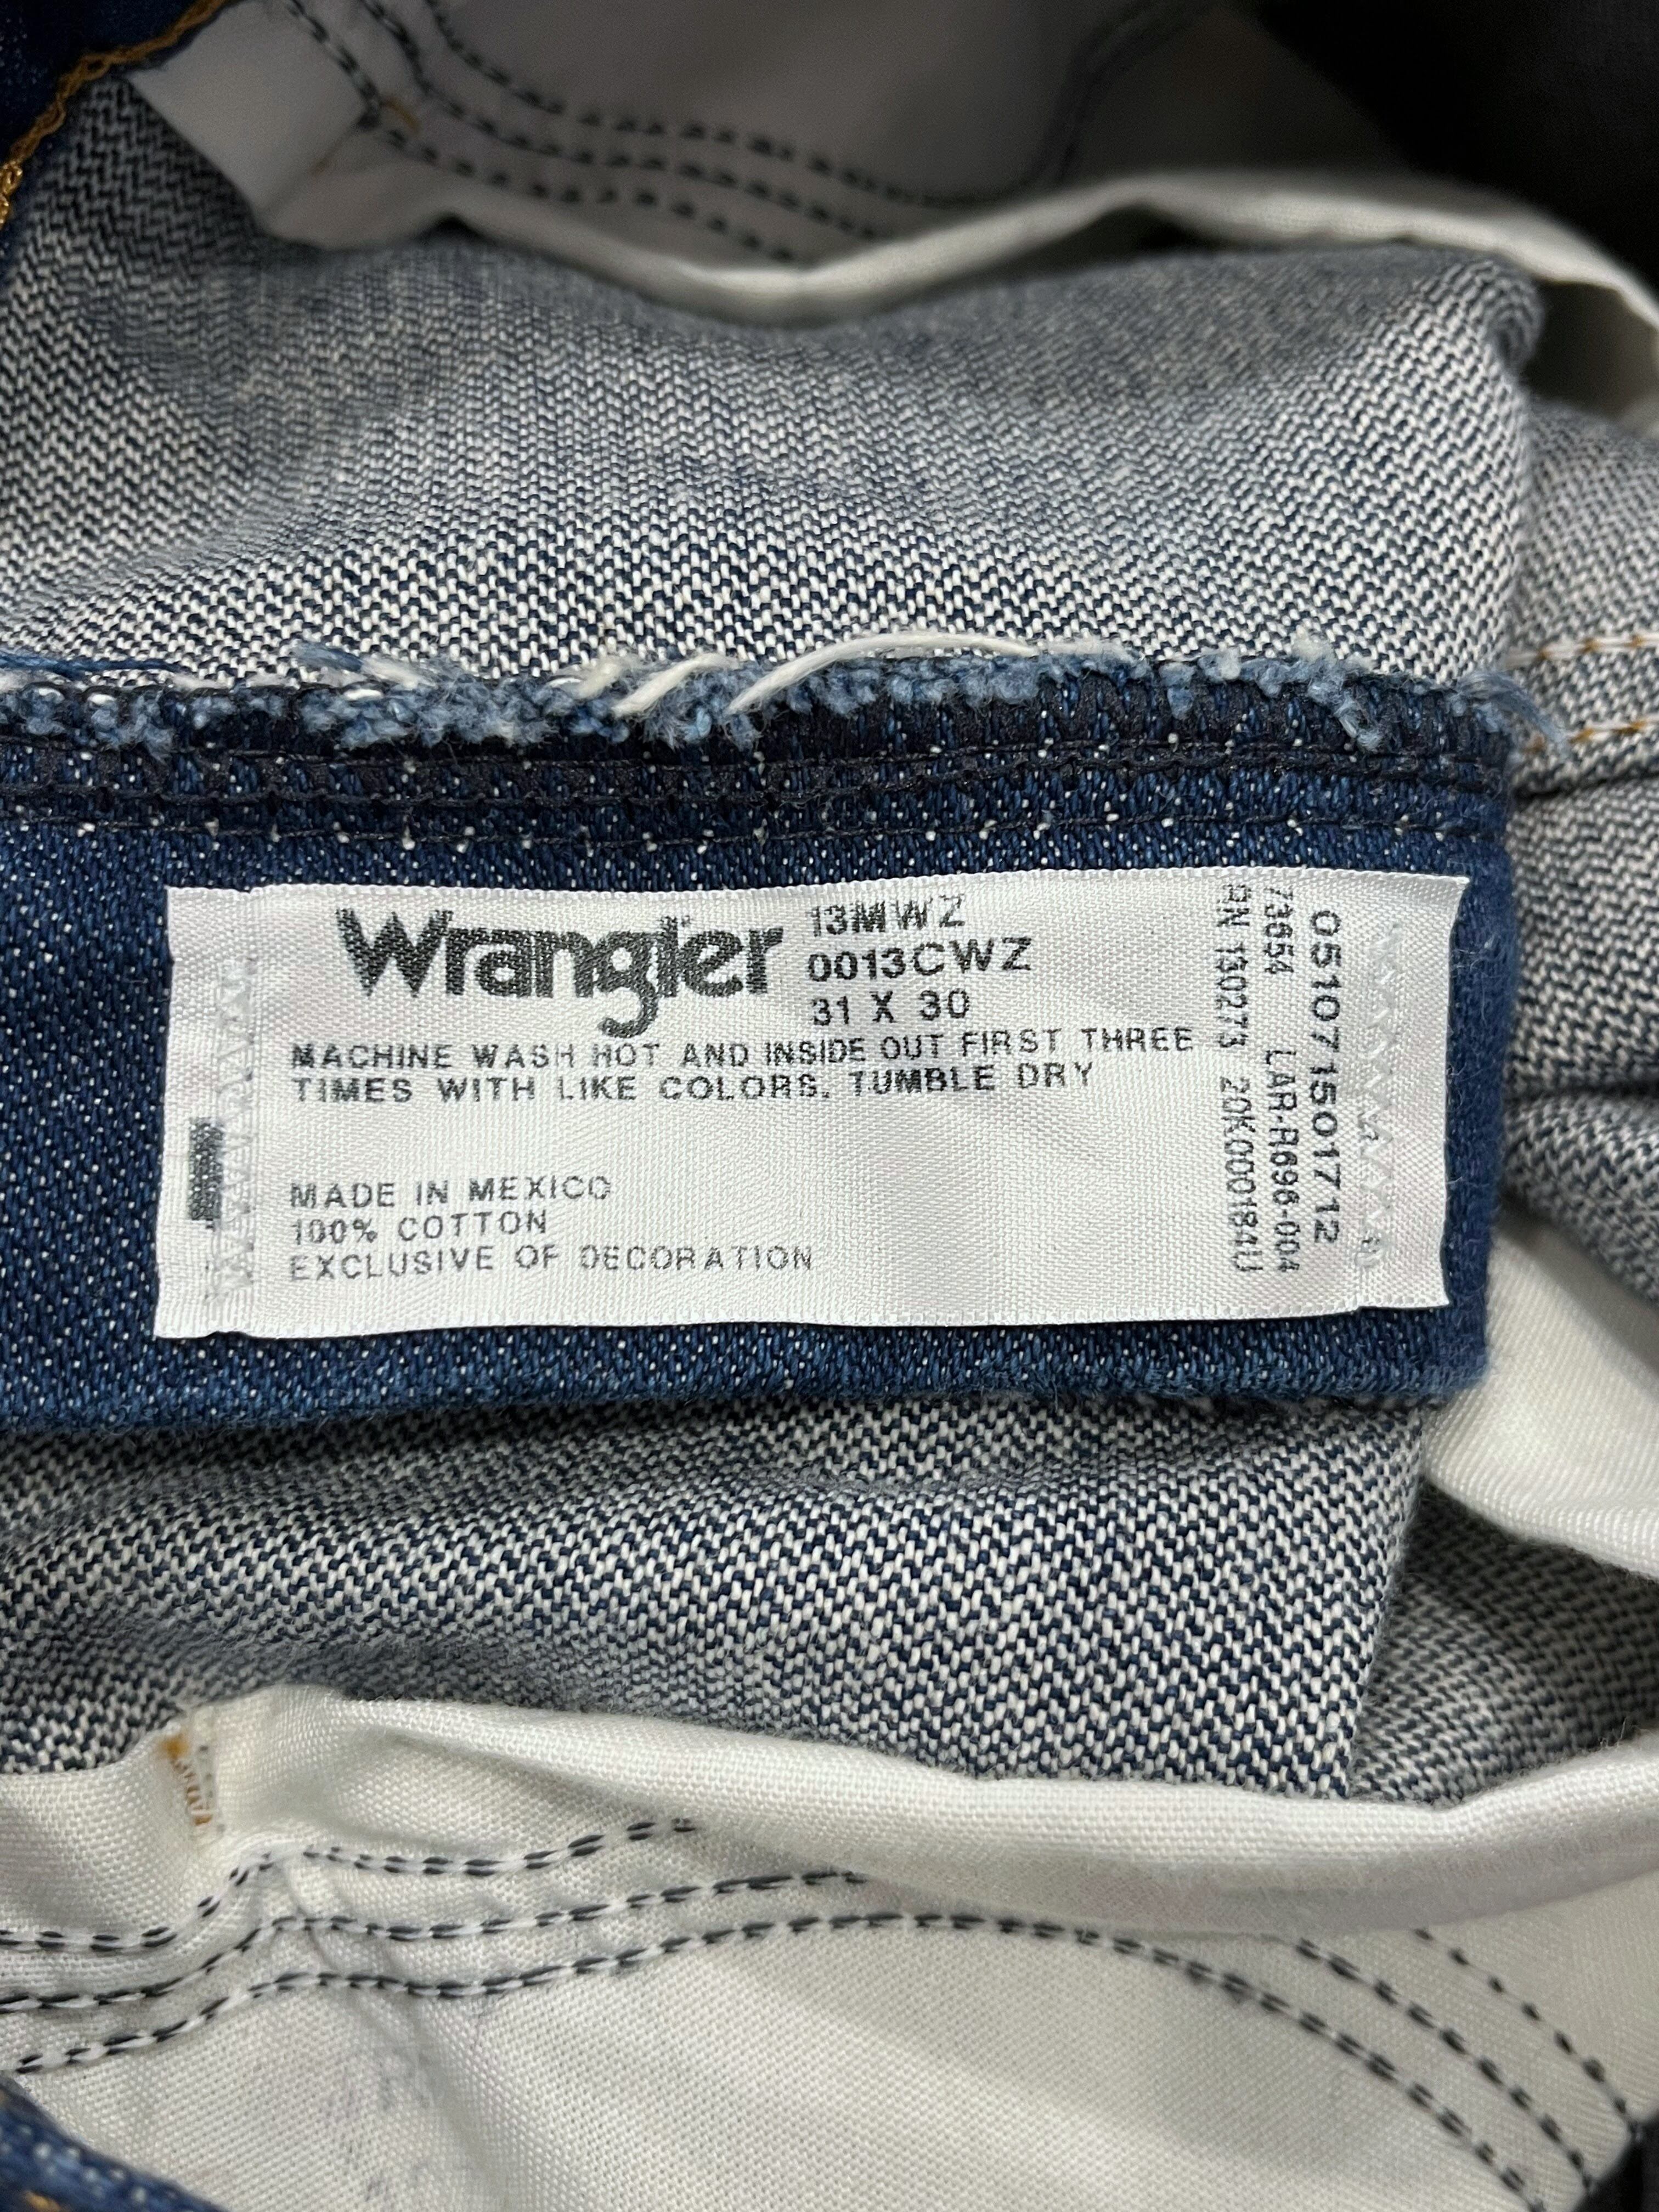 Wrangler
13MWZ
0013CWZ
31 X 30
MACHINE WASH HOT AND INSIDE OUT FIRST THREE
TIMES WITH LIKE COLORS. TUMBLE DRY
MADE IN MEXICO
100% COTTON
EXCLUSIVE OF DECORATION
051071501712
73654 LAR-R696-004
RN 130273 20K000184U